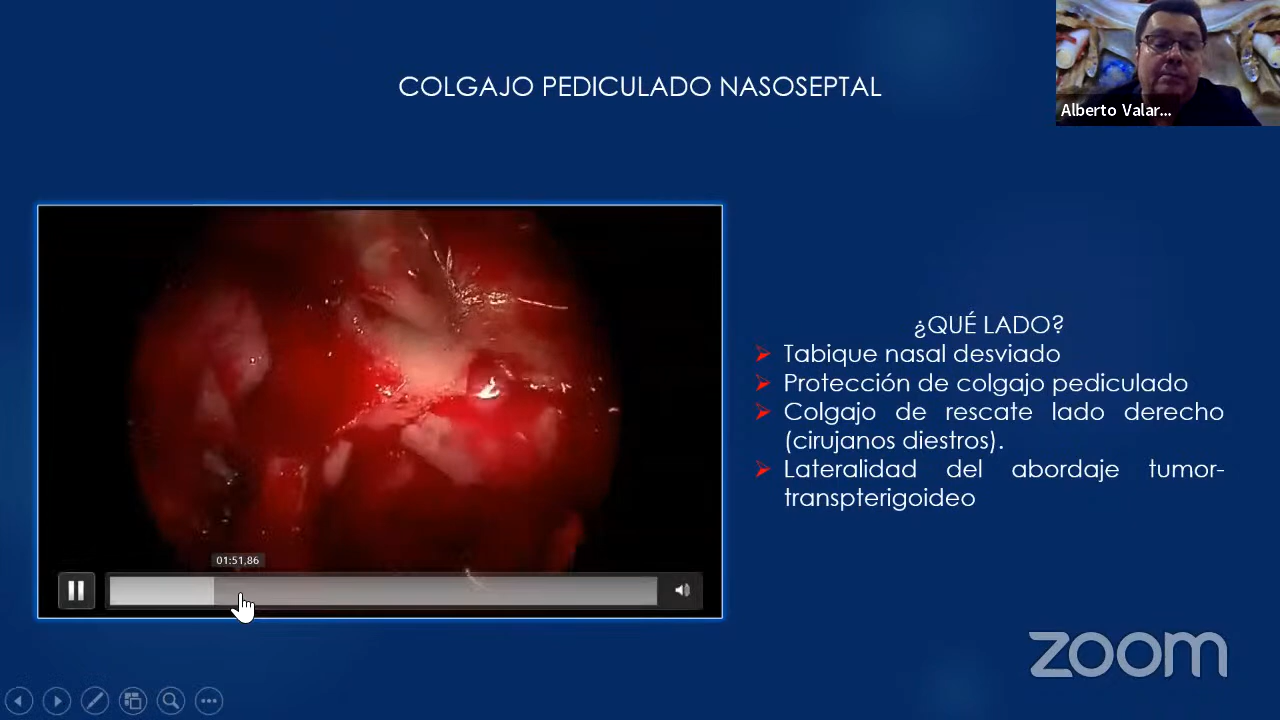 COLGAJO PEDICULADO NASOSEPTAL
Alberto Valar...
¿QUÉ LADO?
Tabique nasal desviado
Protección de colgajo pediculado
Colgajo de rescate lado derecho
(cirujanos diestros).
Lateralidad del abordaje tumor-
transpterigoideo
01:51,86
zoom